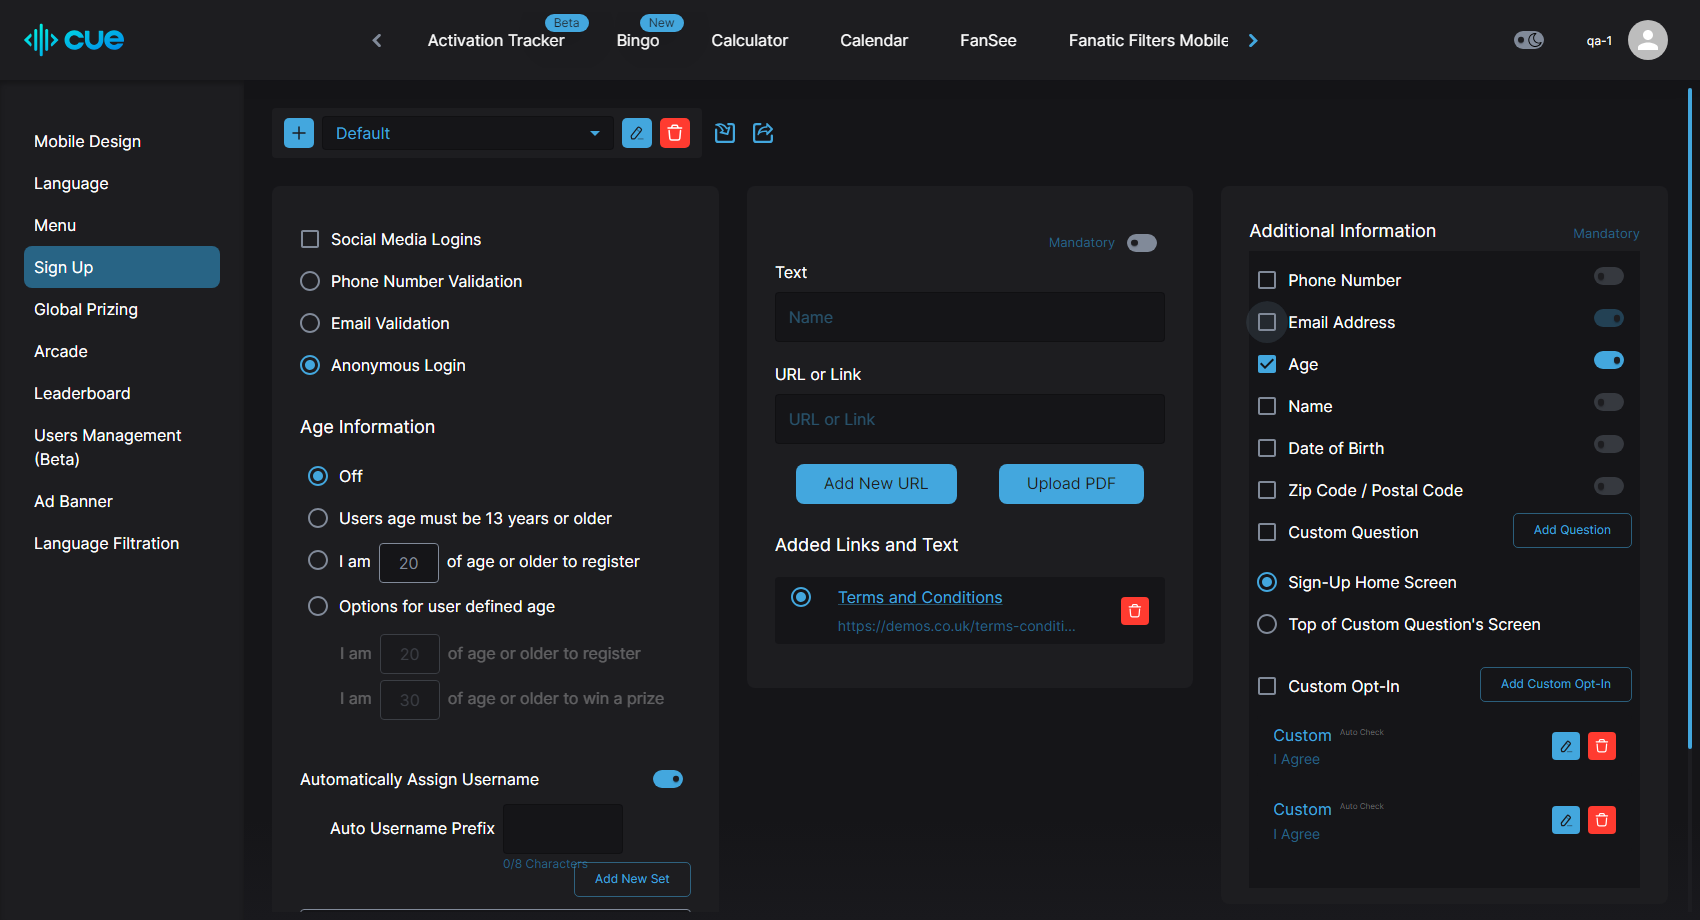 cue
Activation Tracker
Beta
Bingo
New
Calculator
Calendar
FanSee
Fanatic Filters Mobile
qa-1
Mobile Design
Language
Menu
Sign Up
Global Prizing
Arcade
Leaderboard
Users Management
(Beta)
Ad Banner
Language Filtration
Default
Social Media Logins
Phone Number Validation
Email Validation
Anonymous Login
Age Information
Off
Users age must be 13 years or older
I am 20 of age or older to register
Options for user defined age
I am 20 of age or older to register
I am 30 of age or older to win a prize
Automatically Assign Username
Auto Username Prefix
0/8 Characters
Add New Set
Mandatory
Text
Name
URL or Link
URL or Link
Add New URL
Upload PDF
Added Links and Text
Terms and Conditions
https://demos.co.uk/terms-conditi...
Additional Information
Mandatory
Phone Number
Email Address
Age
Name
Date of Birth
Zip Code / Postal Code
Custom Question
Add Question
Sign-Up Home Screen
Top of Custom Question's Screen
Custom Opt-In
Add Custom Opt-In
Custom Auto Check
I Agree
Custom Auto Check
I Agree